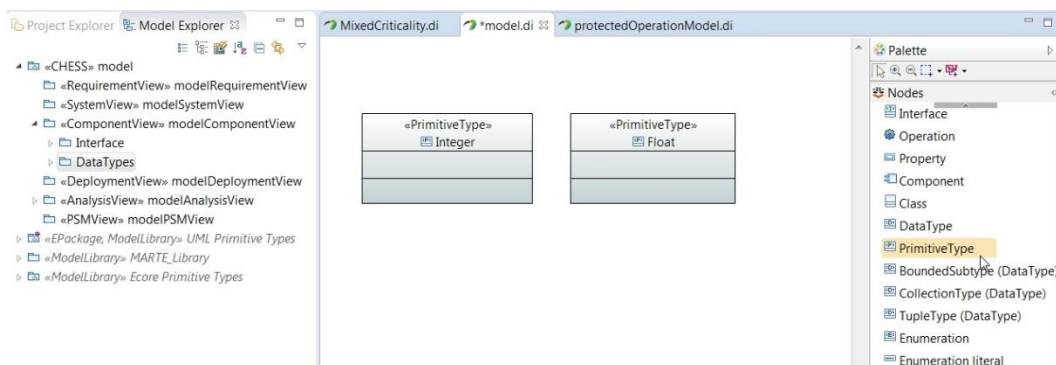 Project Explorer Model Explorer
«CHESS» model
«RequirementView» modelRequirementView
«SystemView» modelSystemView
«ComponentView» modelComponentView
Interface
DataTypes
«DeploymentView» modelDeploymentView
«AnalysisView» modelAnalysisView
«PSMView» modelPSMView
«EPackage, ModelLibrary» UML Primitive Types
«ModelLibrary» MARTE_Library
«ModelLibrary» Ecore Primitive Types
MixedCriticality.di *model.di protectedOperationModel.di
«PrimitiveType»
Integer
«PrimitiveType»
Float
Palette
Nodes
Interface
Operation
Property
Component
Class
DataType
PrimitiveType
BoundedSubtype (DataType)
CollectionType (DataType)
TupleType (DataType)
Enumeration
Enumeration literal